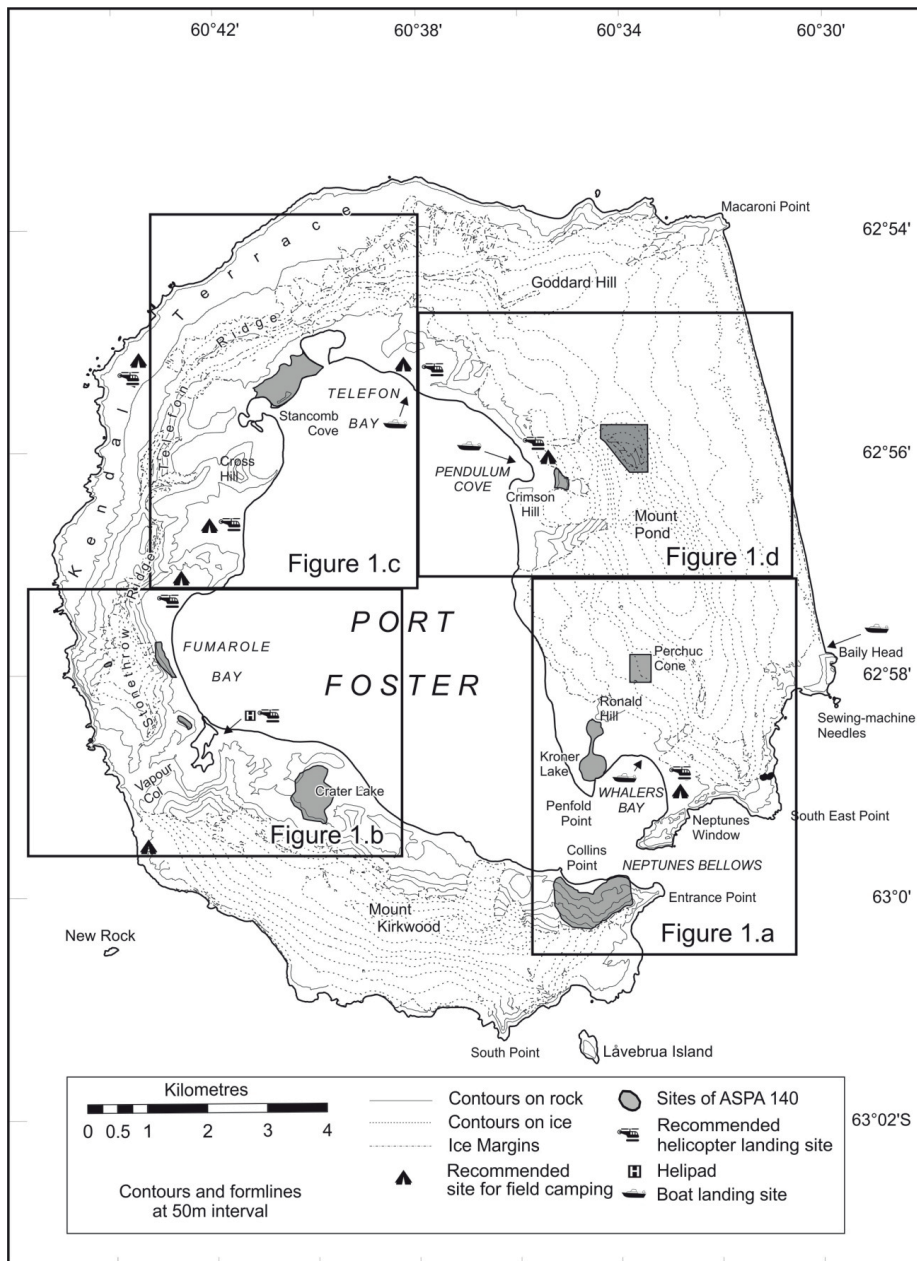 60°42'
60°38'
60°34'
60°30'
Macaroni Point
62°54'
Goddard Hill
Kendal Terrace
Telefon Ridge
TELEFON
BAY
Stancomb
Cove
Cross
Hill
62°56'
PENDULUM
COVE
Crimson
Hill
Mount
Pond
Figure 1.c
Figure 1.d
PORT
FOSTER
Stonethrow Ridge
FUMAROLE
BAY
Perchuc
Cone
Baily Head
62°58'
Ronald
Hill
Sewing-machine
Needles
H
Kroner
Lake
WHALERS
BAY
Vapour
Col
Crater Lake
Penfold
Point
Neptunes
Window
South East Point
Figure 1.b
Collins
Point
NEPTUNES BELLOWS
Entrance Point
63°0'
Mount
Kirkwood
Figure 1.a
New Rock
South Point
Låvebrua Island
Kilometres
0 0.5 1 2 3 4
Contours and formlines
at 50m interval
Contours on rock
Contours on ice
Ice Margins
Recommended
site for field camping
Sites of ASPA 140
Recommended
helicopter landing site
H Helipad
Boat landing site
63°02'S